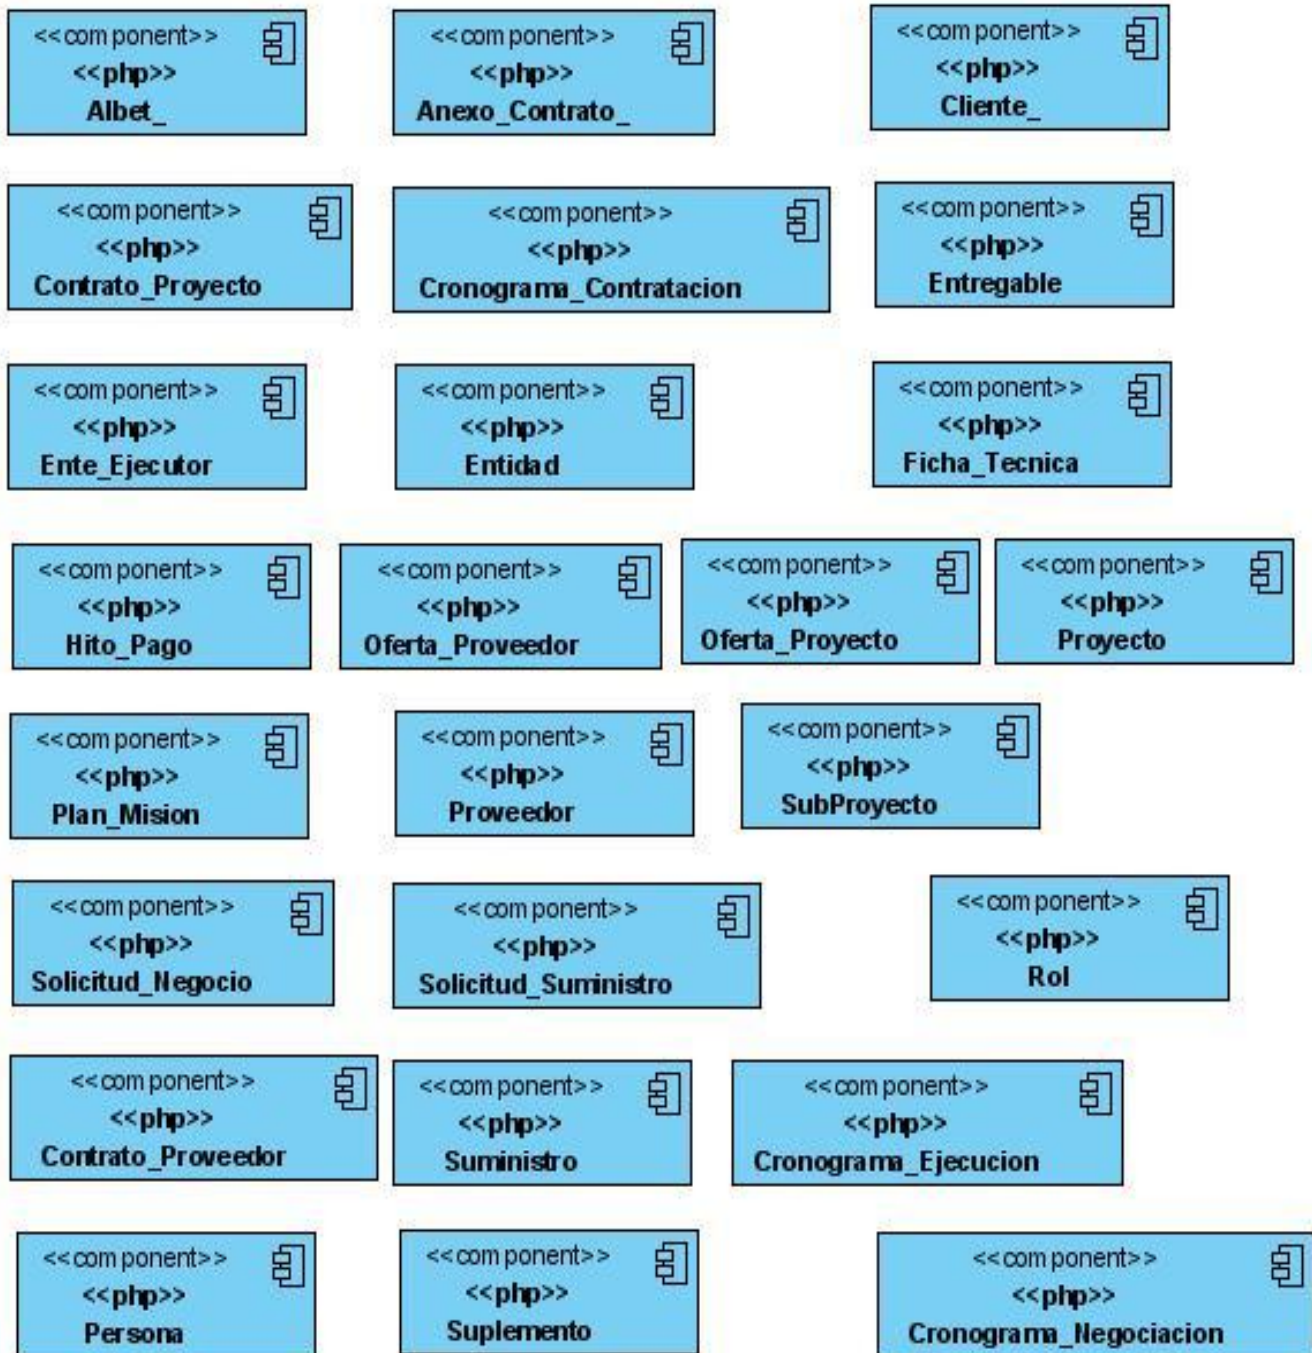 <<component>>
<<php>>
Albet_
<<component>>
<<php>>
Anexo_Contrato_
<<component>>
<<php>>
Cliente_
<<component>>
<<php>>
Contrato_Proyecto
<<component>>
<<php>>
Cronograma_Contratacion
<<component>>
<<php>>
Entregable
<<component>>
<<php>>
Ente_Ejecutor
<<component>>
<<php>>
Entidad
<<component>>
<<php>>
Ficha_Tecnica
<<component>>
<<php>>
Hito_Pago
<<component>>
<<php>>
Oferta_Proveedor
<<component>>
<<php>>
Oferta_Proyecto
<<component>>
<<php>>
Proyecto
<<component>>
<<php>>
Plan_Mision
<<component>>
<<php>>
Proveedor
<<component>>
<<php>>
SubProyecto
<<component>>
<<php>>
Solicitud_Negocio
<<component>>
<<php>>
Solicitud_Suministro
<<component>>
<<php>>
Rol
<<component>>
<<php>>
Contrato_Proveedor
<<component>>
<<php>>
Suministro
<<component>>
<<php>>
Cronograma_Ejecucion
<<component>>
<<php>>
Persona
<<component>>
<<php>>
Suplemento
<<component>>
<<php>>
Cronograma_Negociacion